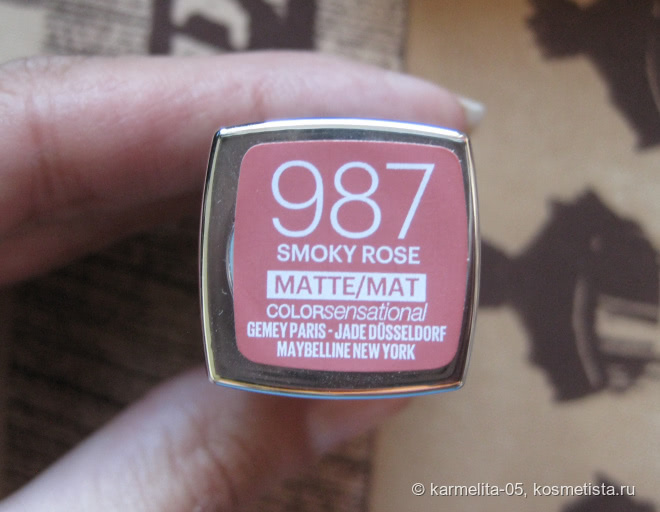 987
SMOKY ROSE
MATTE/MAT
COLORsensational
GEMEY PARIS - JADE DÜSSELDORF
MAYBELLINE NEW YORK
© karmelita-05, kosmetista.ru